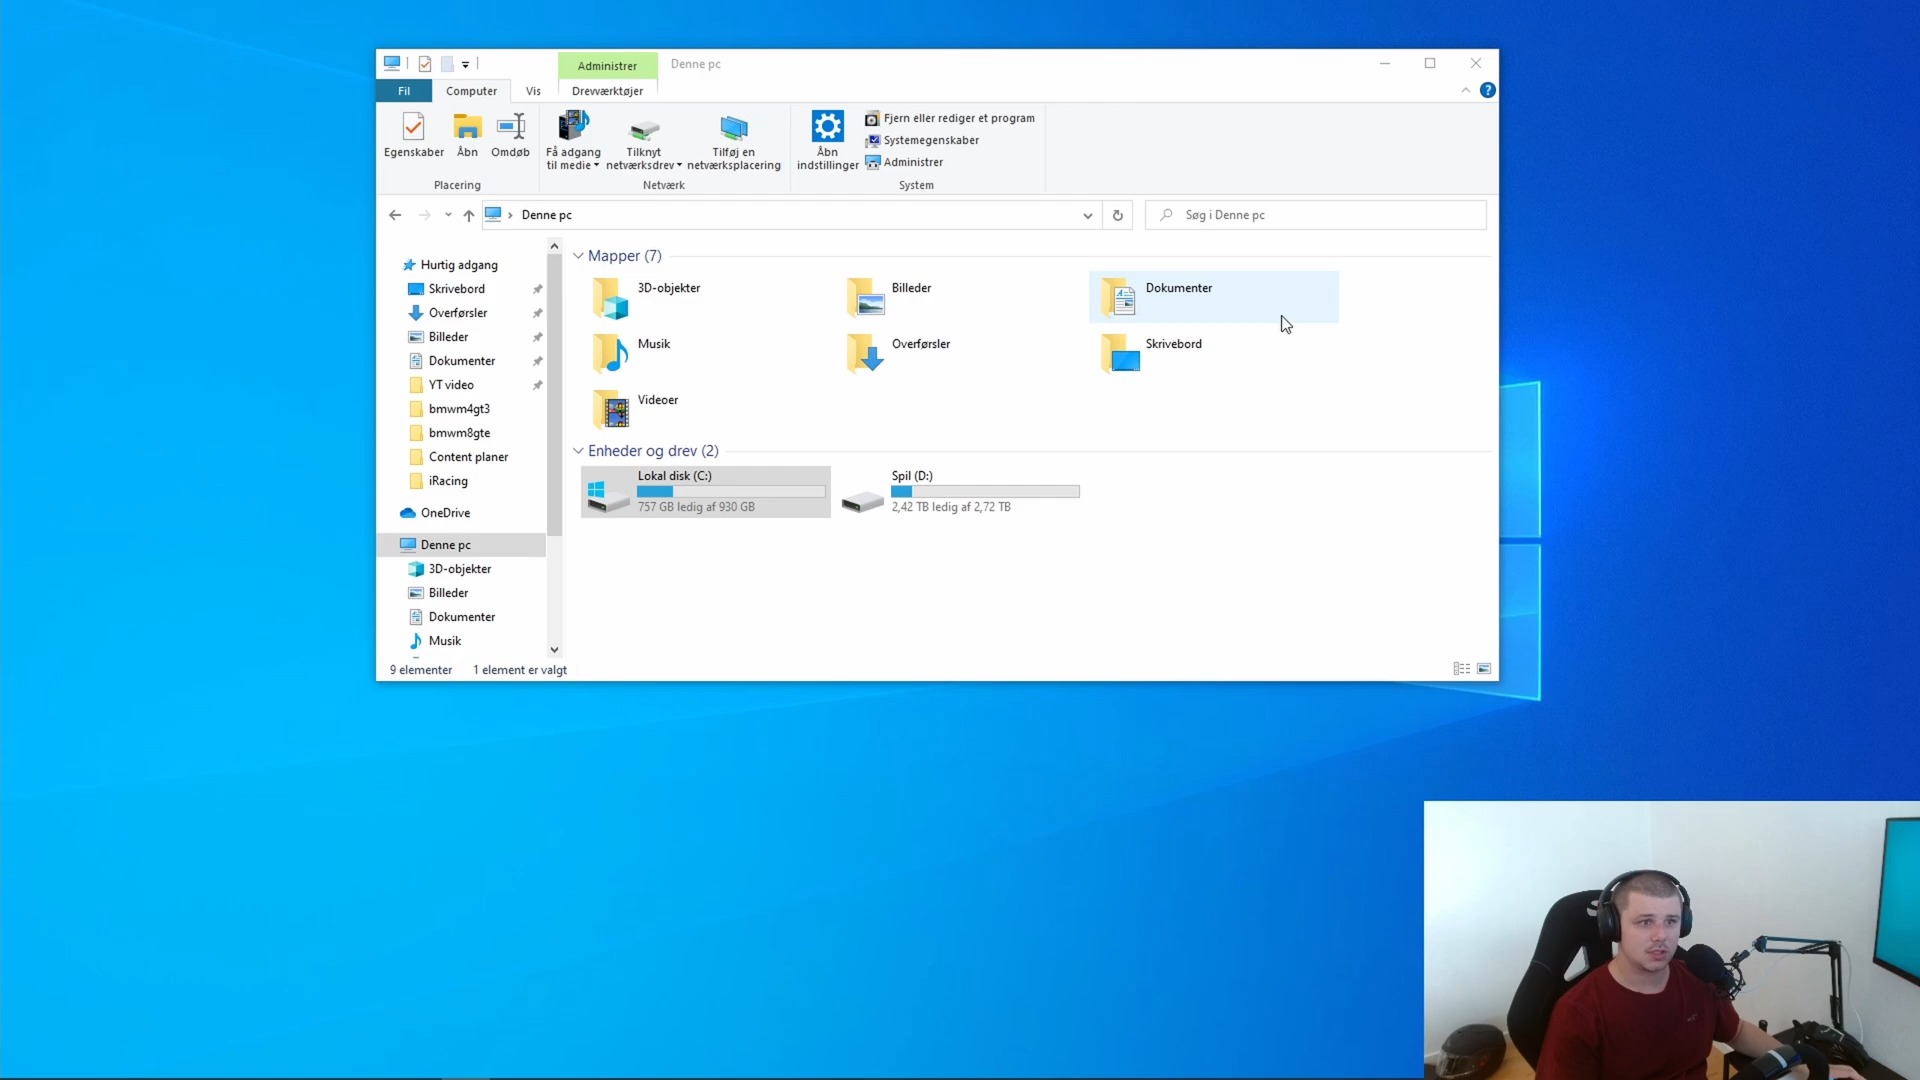 Administrer
Denne pc
Fil
Computer
Vis
Drevværktøjer
Egenskaber
Åbn
Omdøb
Få adgang
til medie
Tilknyt
netværksdrev
Tilføj en
netværksplacering
Åbn
indstillinger
Fjern eller rediger et program
Systemegenskaber
Administrer
Placering
Netværk
System
Denne pc
Søg i Denne pc
Hurtig adgang
Skrivebord
Overførsler
Billeder
Dokumenter
YT video
bmwm4gt3
bmwm8gte
Content planer
iRacing
OneDrive
Denne pc
3D-objekter
Billeder
Dokumenter
Musik
Mapper (7)
3D-objekter
Billeder
Dokumenter
Musik
Overførsler
Skrivebord
Videoer
Enheder og drev (2)
Lokal disk (C:)
757 GB ledig af 930 GB
Spil (D:)
2,42 TB ledig af 2,72 TB
9 elementer
1 element er valgt